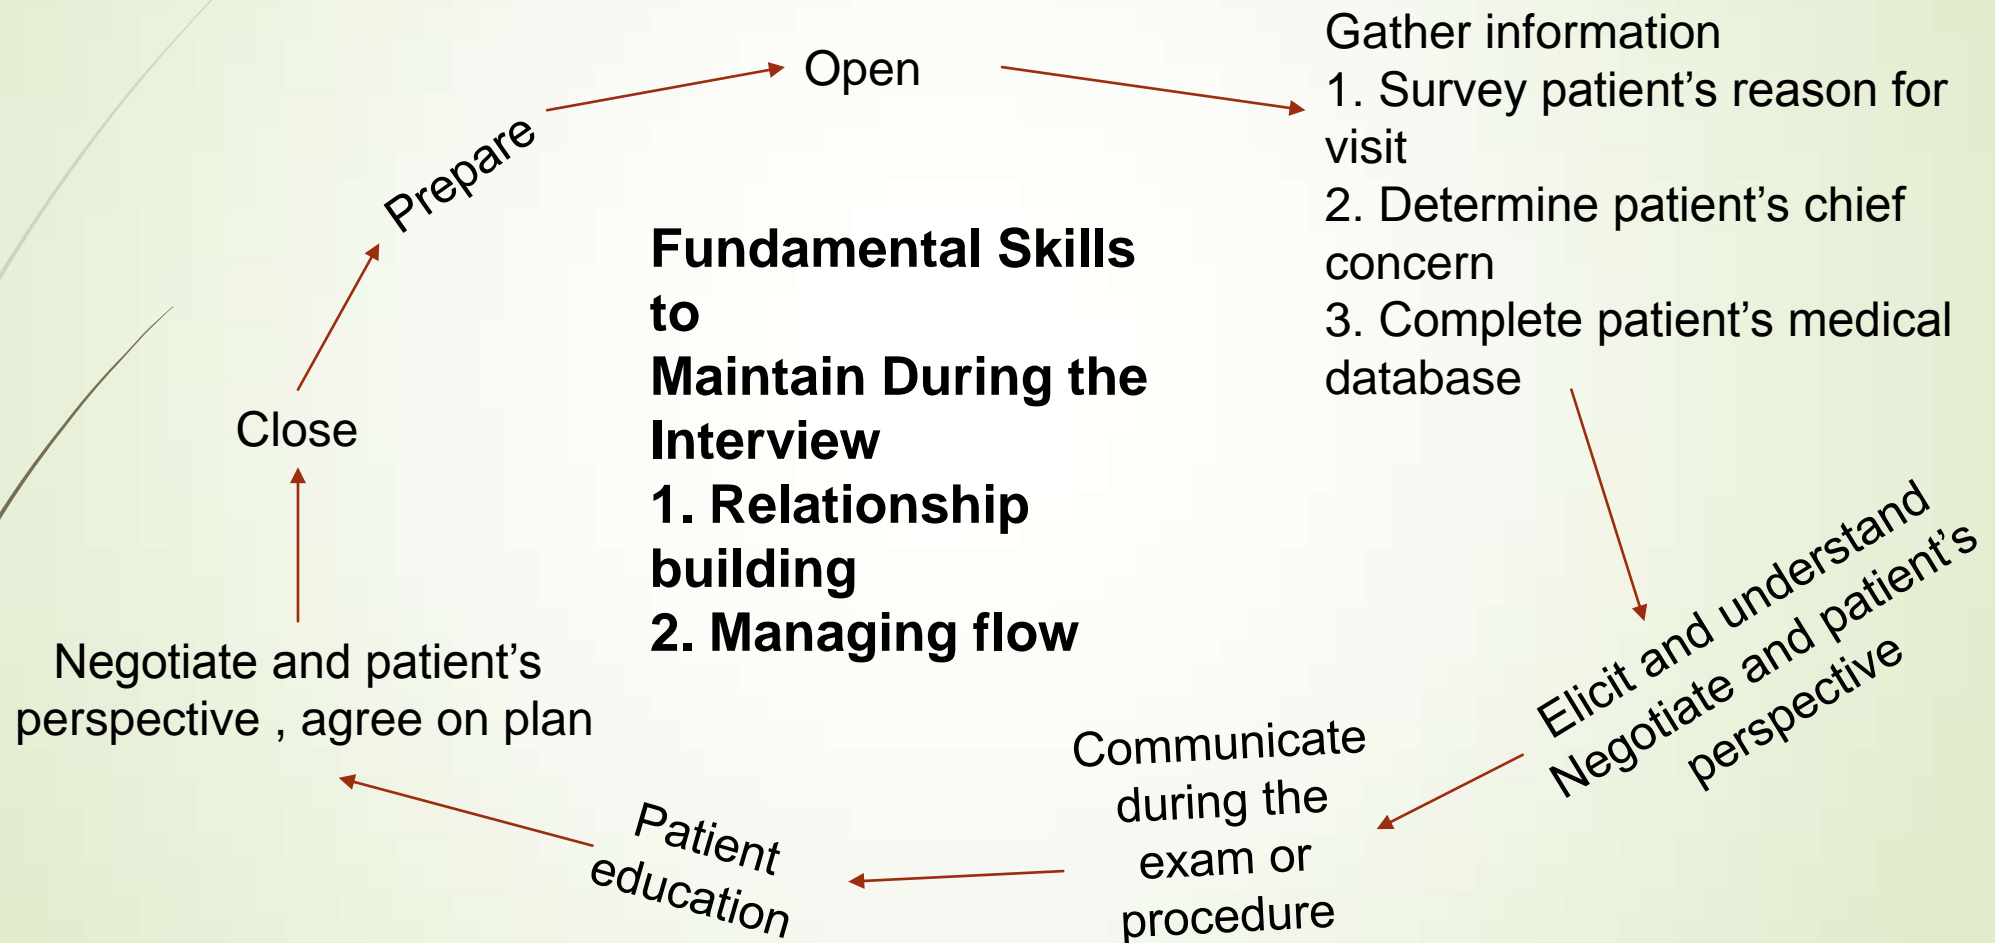 Open
Gather information
1. Survey patient’s reason for
visit
2. Determine patient’s chief
concern
3. Complete patient’s medical
database
Prepare
Fundamental Skills
to
Maintain During the
Interview
1. Relationship
building
2. Managing flow
Close
Elicit and understand
Negotiate and patient’s
perspective
Negotiate and patient’s
perspective , agree on plan
Communicate
during the
exam or
procedure
Patient
education